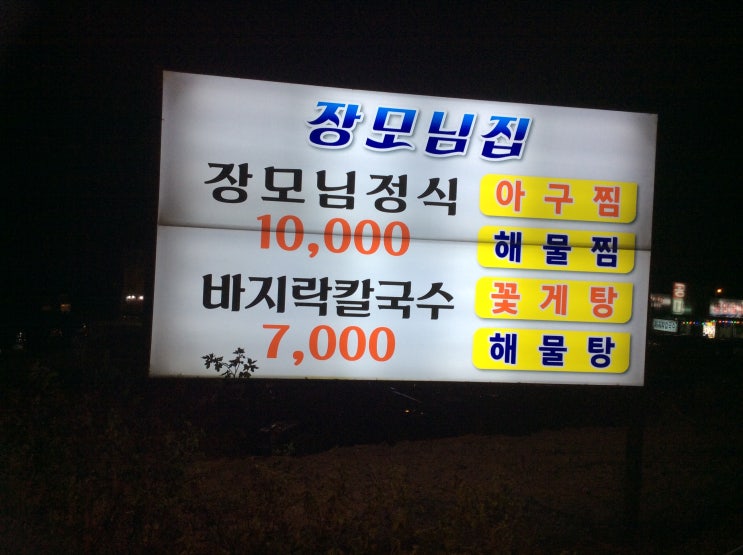 장모님집
장모님정식
10,000
바지락칼국수
7,000
아구찜
해물찜
꽃게탕
해물탕